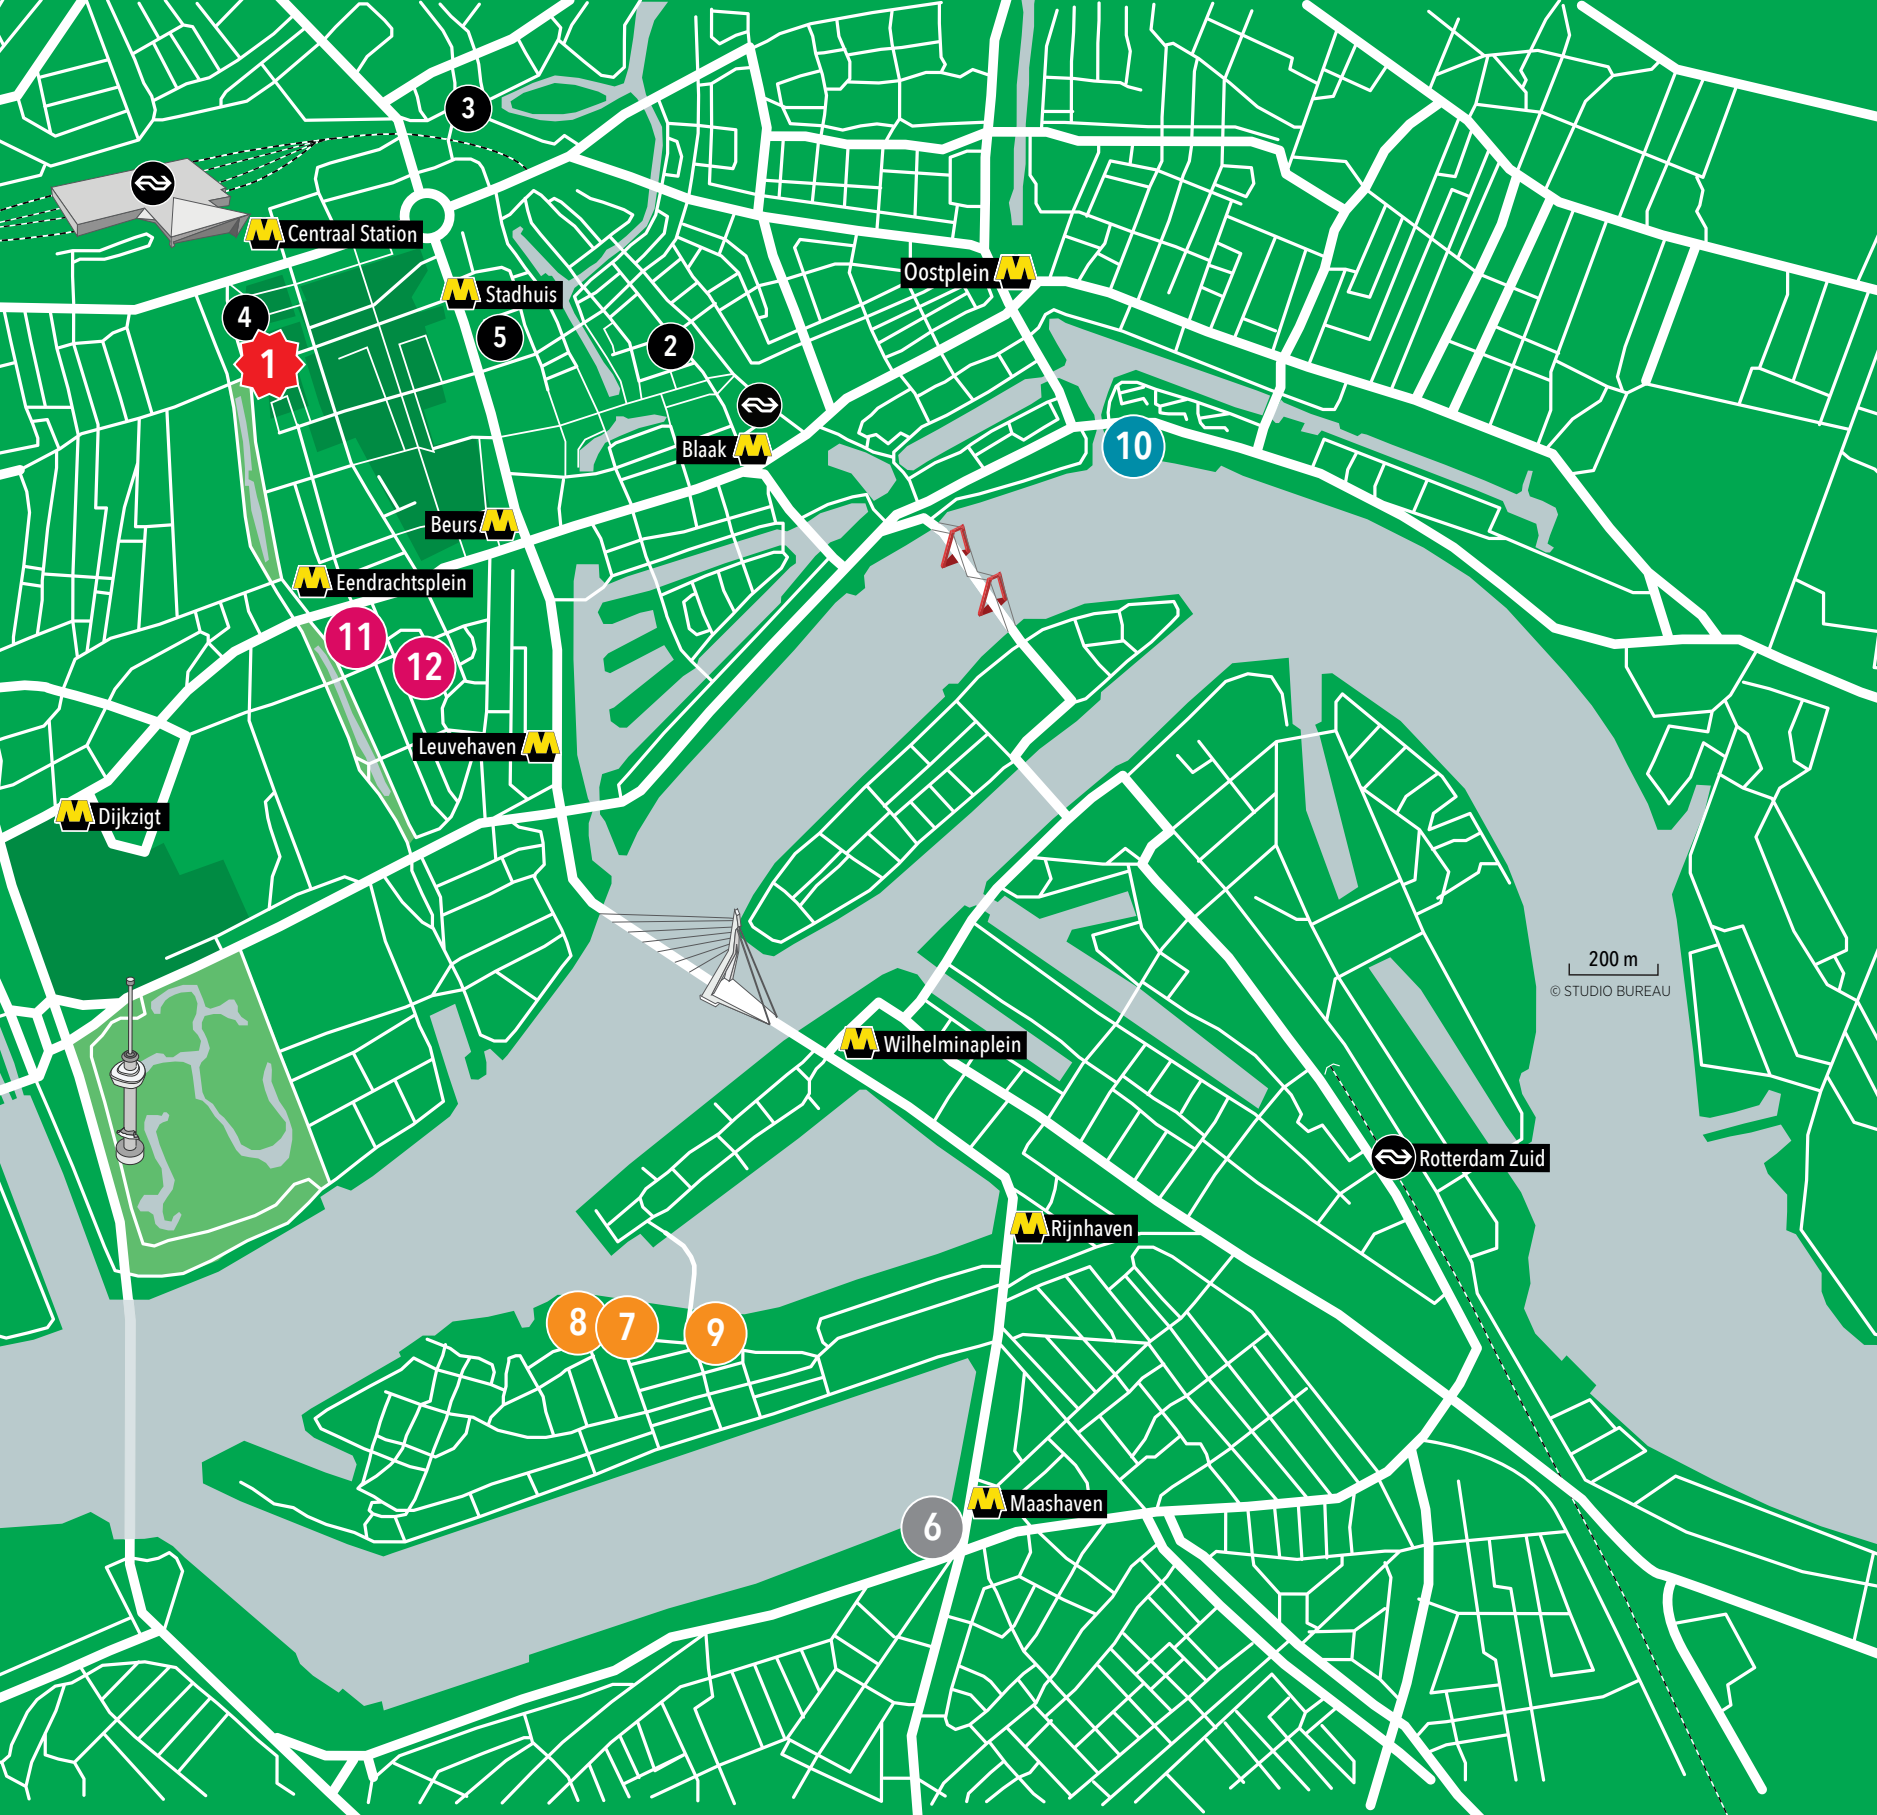 3
Centraal Station
Oostplein
Stadhuis
4
5
2
1
10
Blaak
Beurs
Eendrachtsplein
11
12
Leuvehaven
Dijkzigt
200 m
© STUDIO BUREAU
Wilhelminaplein
Rotterdam Zuid
Rijnhaven
8
7
9
Maashaven
6